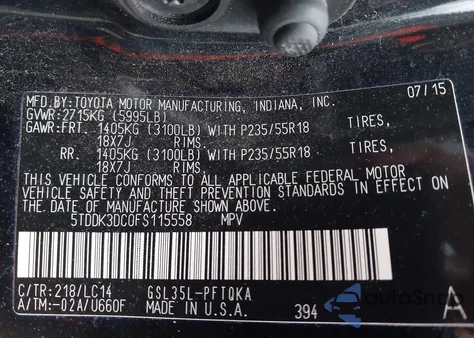 MFD.BY:TOYOTA MOTOR MANUFACTURING, INDIANA, INC. 07/15
GVWR:2715KG (5995LB)
GAWR:FRT. 1405KG (3100LB) WITH P235/55R18 TIRES,
18X7J RIMS.
RR. 1405KG (3100LB) WITH P235/55R18 TIRES,
18X7J RIMS.
THIS VEHICLE CONFORMS TO ALL APPLICABLE FEDERAL MOTOR
VEHICLE SAFETY AND THEFT PREVENTION STANDARDS IN EFFECT ON
THE DATE OF MANUFACTURE SHOWN ABOVE.
5TDDK3DC0FS115558 MPV
C/TR:218/LC14 GSL35L-PFTQKA
A/TM:-02A/U660F MADE IN U.S.A. 394 A
autoSnap